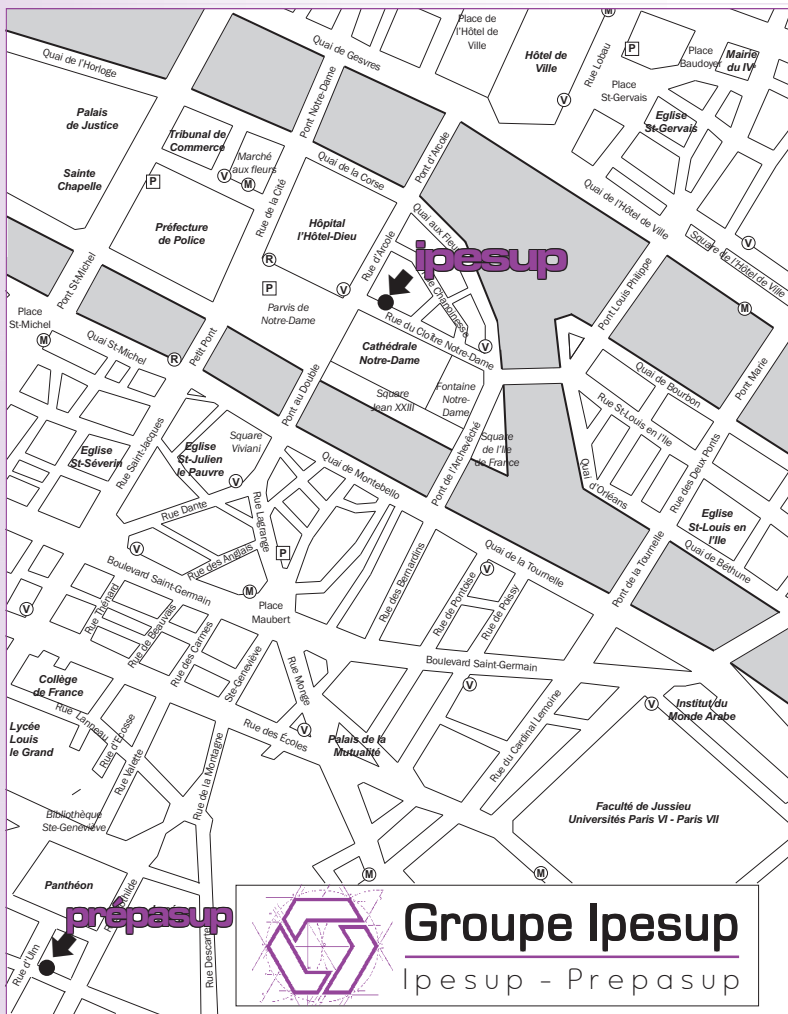 Place de
l'Hôtel de
Ville
Hôtel de
Ville
M
Rue Lobau
P
Place
Baudoyer
Mairie
du IVe
Quai de l'Horloge
Quai de Gesvres
V
Place
St-Gervais
Eglise
St-Gervais
Palais
de Justice
Pont Notre-Dame
Tribunal de
Commerce
Marché
aux fleurs
V
M
Quai de la Corse
Pont d'Arcole
Sainte
Chapelle
P
Rue de la Cité
Préfecture
de Police
Hôpital
l'Hôtel-Dieu
Rue d'Arcole
Quai aux Fleurs
Quai de l'Hôtel de Ville
Square de l'Hôtel de Ville
V
ipesup
R
P
V
Parvis de
Notre-Dame
Chanoinesse
Rue du Cloître Notre-Dame
V
Pont St-Michel
Place
St-Michel
M
Quai St-Michel
R
Petit Pont
Cathédrale
Notre-Dame
Square
Jean XXIII
Fontaine
Notre-
Dame
Pont Louis Philippe
M
Pont Marie
Quai de Bourbon
Rue St-Louis en l'Ile
Pont au Double
Pont de l'Archevêché
Square
de l'Ile
de France
Quai
d'Orléans
Rue des Deux Ponts
Eglise
St-Séverin
Rue Saint-Jacques
Eglise
St-Julien
le Pauvre
Square
Viviani
V
Quai de Montebello
Rue Dante
Rue Lagrange
Rue des Anglais
P
V
Eglise
St-Louis en
l'Ile
Quai de Béthune
Quai de la Tournelle
Pont de la Tournelle
Boulevard Saint-Germain
M
Place
Maubert
V
Rue Thénard
Rue de Beauvais
Rue des Carmes
Rue des Bernardins
Rue de Pontoise
V
Rue de Poissy
Boulevard Saint-Germain
V
Ste-Geneviève
Rue Monge
Collège
de France
Rue Lanneau
Rue d'Ecosse
Rue Valette
Rue de la Montagne
Rue des Écoles
V
Palais de la
Mutualité
Rue du Cardinal Lemoine
V
Institut du
Monde Arabe
Lycée
Louis
le Grand
Bibliothèque
Ste-Geneviève
Faculté de Jussieu
Universités Paris VI - Paris VII
M
M
Panthéon
prépasup
Rue d'Ulm
Rue Descartes
Groupe Ipesup
Ipesup - Prepasup